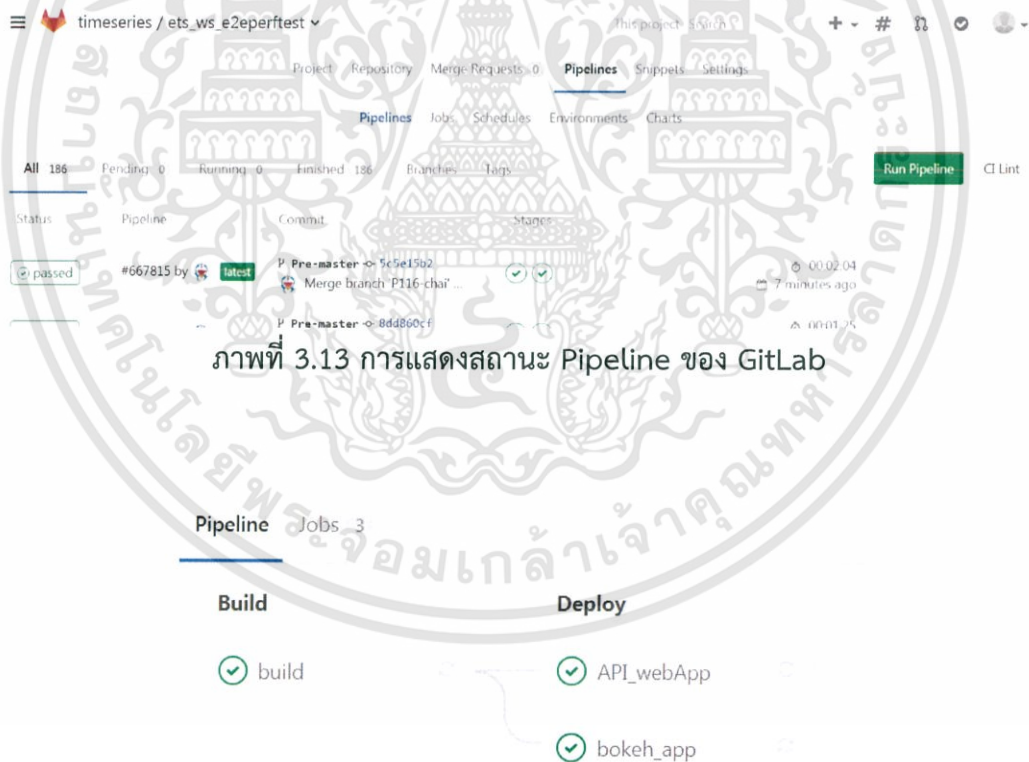 timeseries / ets_ws_e2eperftest
This project Search
Project Repository Merge Requests 0 Pipelines Snippets Settings
Pipelines Jobs Schedules Environments Charts
All 186 Pending 0 Running 0 Finished 186 Branches Tags Run Pipeline CI Lint
Status Pipeline Commit Stages
passed #667815 by latest Pre-master 5c5e15b2 00:02:04
Merge branch 'P116-chai' ... 7 minutes ago
Pre-master 8dd860cf 00:01:25
ภาพที่ 3.13 การแสดงสถานะ Pipeline ของ GitLab
Pipeline Jobs 3
Build Deploy
build API_webApp
bokeh_app